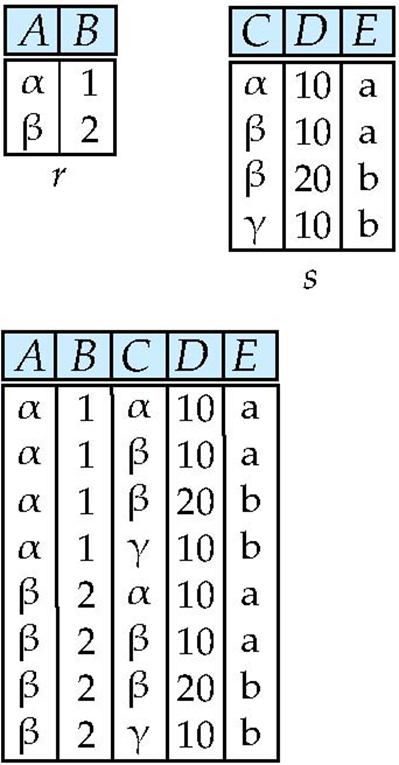 A B
α 1
β 2
r
C D E
α 10 a
β 10 a
β 20 b
γ 10 b
s
A B C D E
α 1 α 10 a
α 1 β 10 a
α 1 β 20 b
α 1 γ 10 b
β 2 α 10 a
β 2 β 10 a
β 2 β 20 b
β 2 γ 10 b